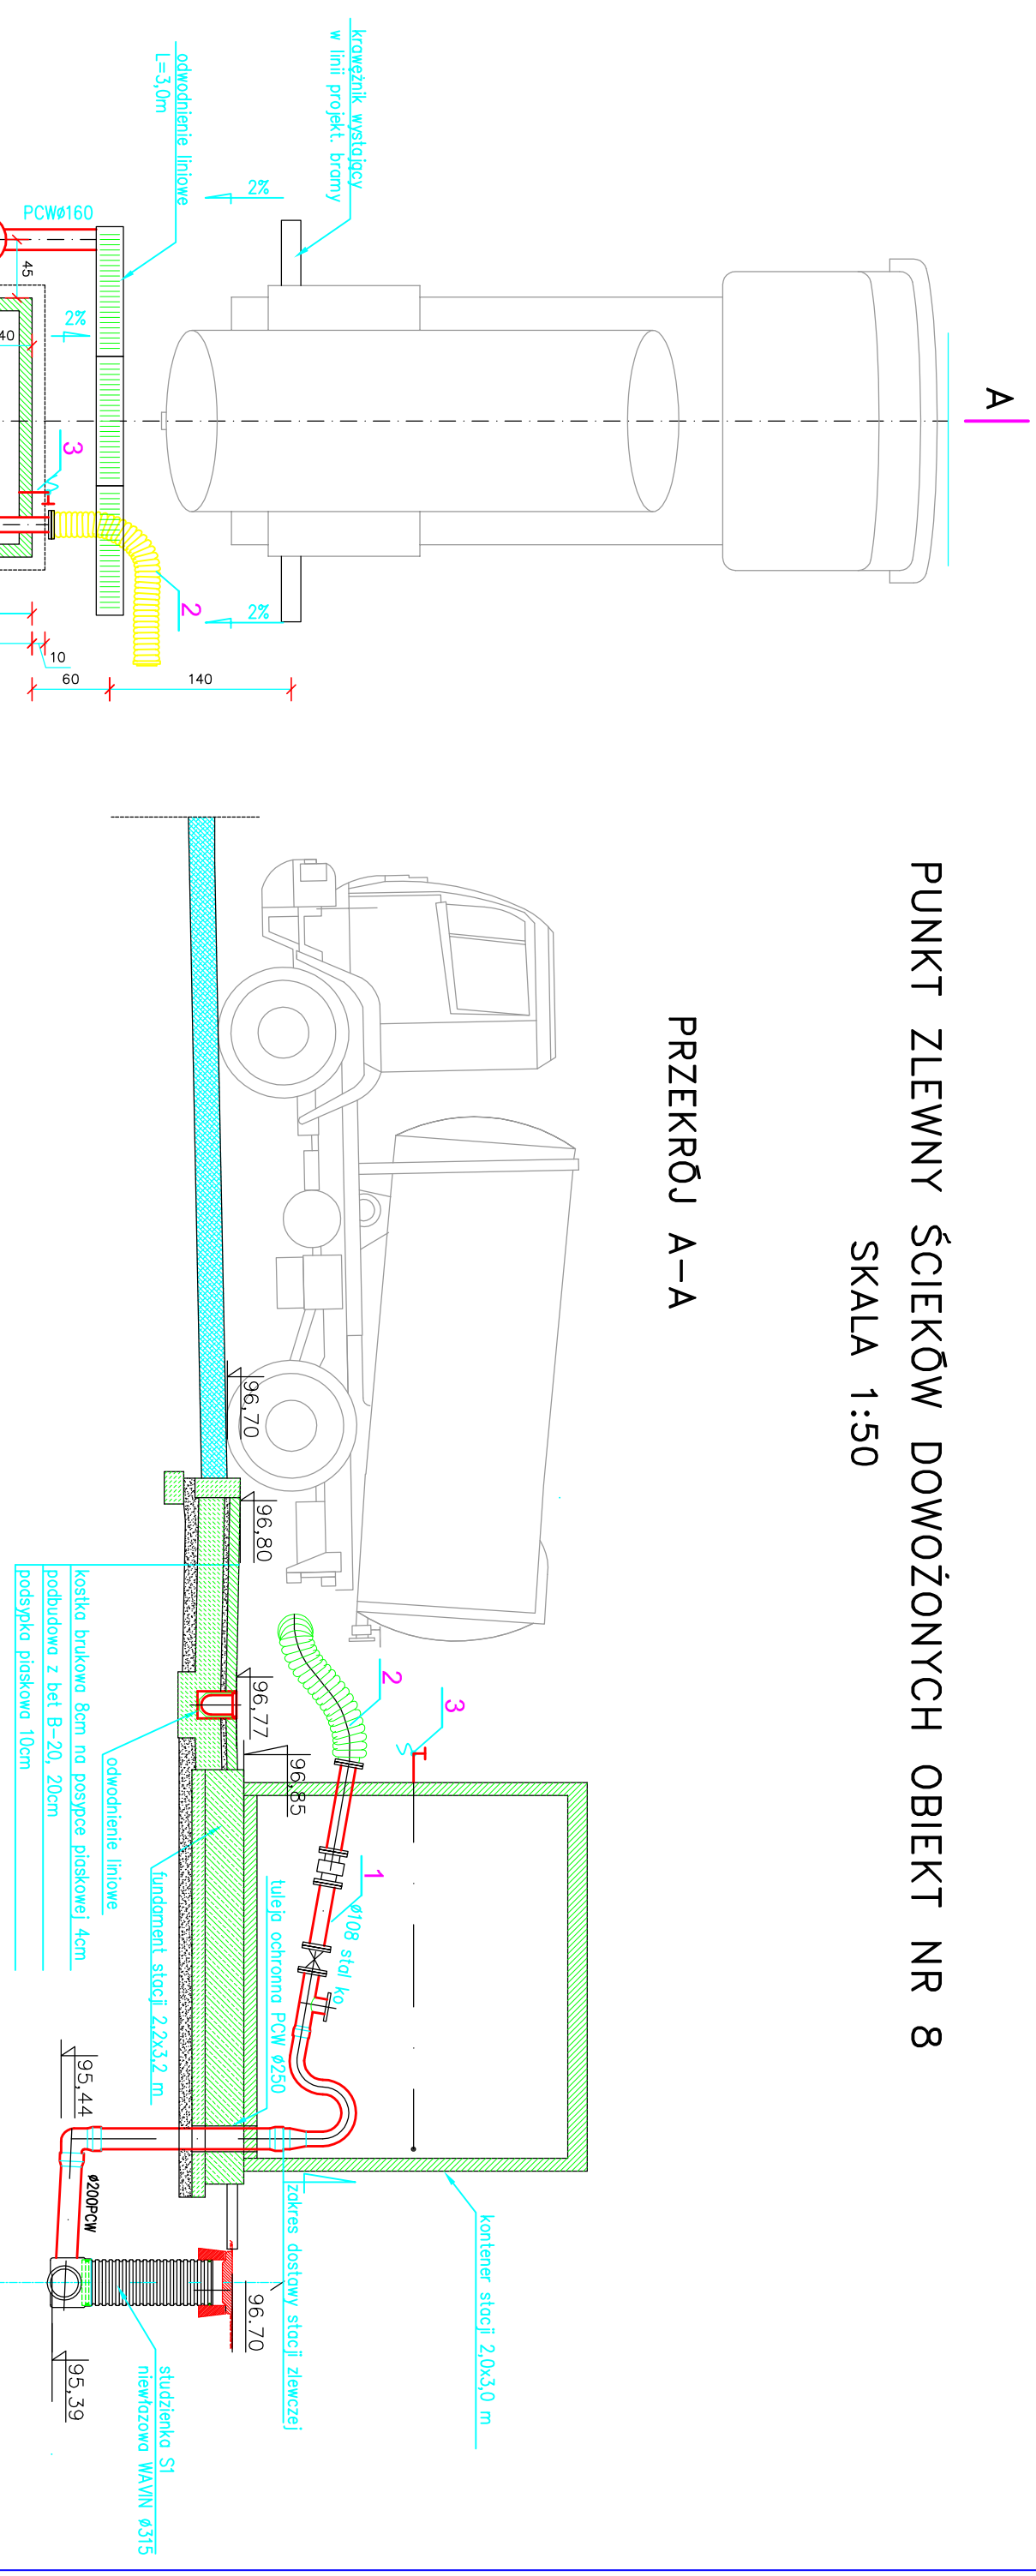 PUNKT ZLEWNY ŚCIEKÓW DOWOŻONYCH OBIEKT NR 8
SKALA 1:50
PRZEKRÓJ A-A
A
krawężnik wystający
w linii projekt. bramy
odwodnienie liniowe
L=3,0m
2%
2%
2%
PCWø160
45
40
3
2
10
60
140
96,70
96,80
96,77
96,85
2
3
1
ø108 stal ko
tuleja ochronna PCW ø250
fundament stacji 2,2x3,2 m
odwodnienie liniowe
kostka brukowa 8cm na posypce piaskowej 4cm
podbudowa z bet B-20, 20cm
podsypka piaskowa 10cm
kontener stacji 2,0x3,0 m
zakres dostawy stacji zlewczej
96.70
95,44
ø200PCW
95,39
studzienka S1
niewłazowa WAVIN ø315